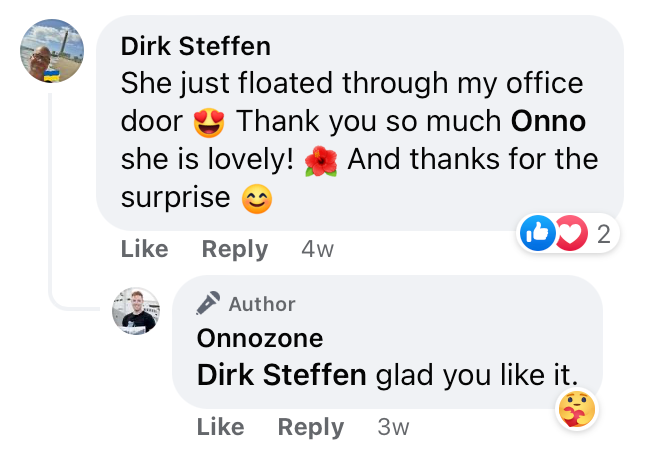 Dirk Steffen
She just floated through my office
door 😍 Thank you so much Onno
she is lovely! 🌺 And thanks for the
surprise 😊
2
Like Reply 4w
Author
Onnozone
Dirk Steffen glad you like it.
Like Reply 3w